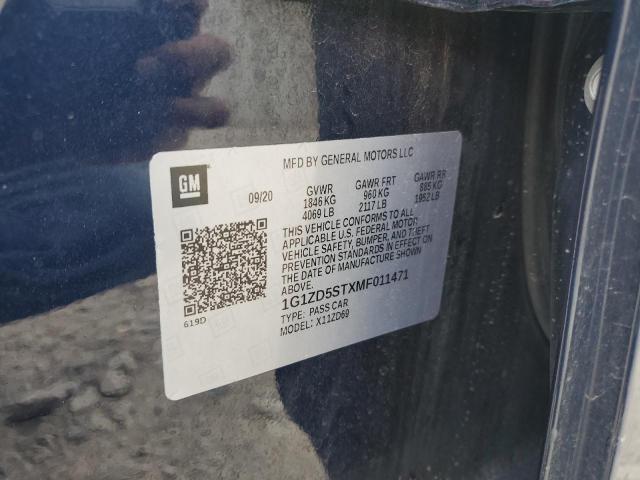 MFD BY GENERAL MOTORS LLC
GM
09/20
GVWR GAWR FRT GAWR RR
1846 KG 960 KG 885 KG
4069 LB 2117 LB 1952 LB
THIS VEHICLE CONFORMS TO ALL
APPLICABLE U.S. FEDERAL MOTOR
VEHICLE SAFETY, BUMPER, AND THEFT
PREVENTION STANDARDS IN EFFECT ON
THE DATE OF MANUFACTURE SHOWN
ABOVE.
1G1ZD5STXMF011471
TYPE: PASS CAR
MODEL: X11ZD69
619D